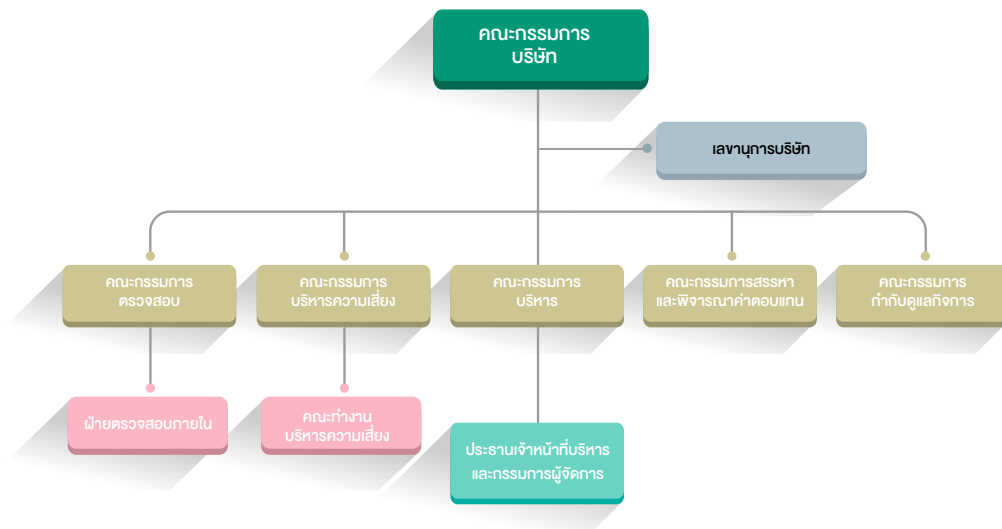 คณะกรรมการ
บริษัท
เลขานุการบริษัท
คณะกรรมการ
ตรวจสอบ
คณะกรรมการ
บริหารความเสี่ยง
คณะกรรมการ
บริหาร
คณะกรรมการสรรหา
และพิจารณาค่าตอบแทน
คณะกรรมการ
กำกับดูแลกิจการ
ฝ่ายตรวจสอบภายใน
คณะทำงาน
บริหารความเสี่ยง
ประธานเจ้าหน้าที่บริหาร
และกรรมการผู้จัดการ